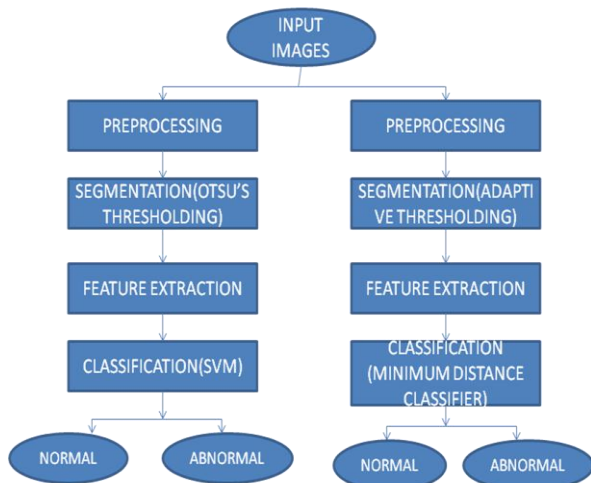 INPUT
IMAGES
PREPROCESSING
SEGMENTATION(OTSU'S
THRESHOLDING)
FEATURE EXTRACTION
CLASSIFICATION(SVM)
NORMAL
ABNORMAL
PREPROCESSING
SEGMENTATION(ADAPTI
VE THRESHOLDING)
FEATURE EXTRACTION
CLASSIFICATION
(MINIMUM DISTANCE
CLASSIFIER)
NORMAL
ABNORMAL